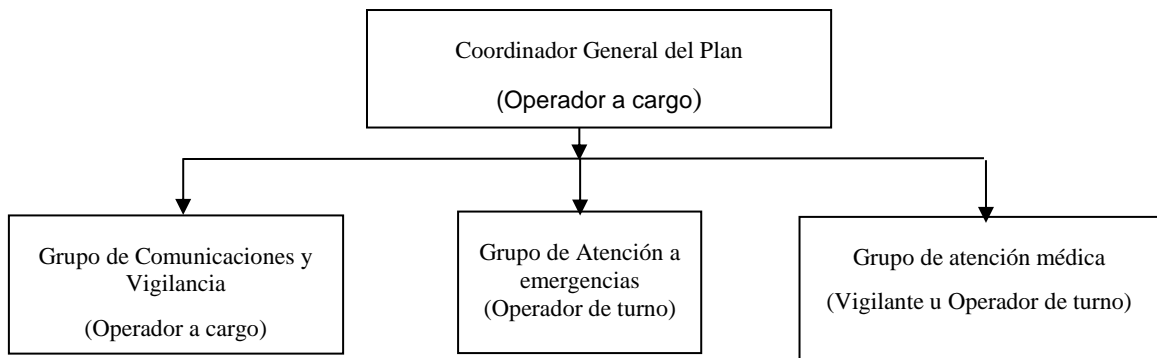 Coordinador General del Plan
(Operador a cargo)
Grupo de Comunicaciones y
Vigilancia
(Operador a cargo)
Grupo de Atención a
emergencias
(Operador de turno)
Grupo de atención médica
(Vigilante u Operador de turno)